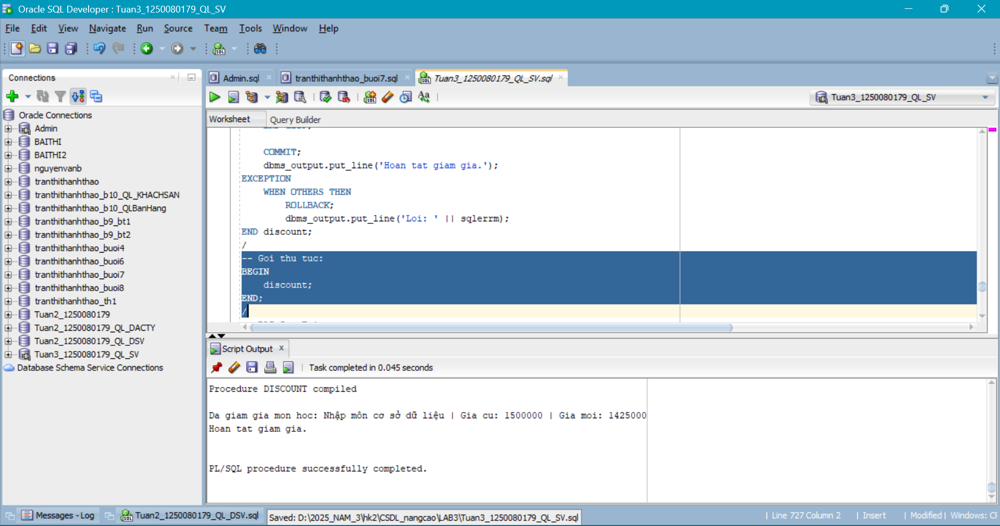 Oracle SQL Developer : Tuan3_1250080179_QL_SV
File Edit View Navigate Run Source Team Tools Window Help
Connections
Oracle Connections
Admin
BAITHI
BAITHI2
nguyenvanb
tranthithanhthao
tranthithanhthao_b10_QL_KHACHSAN
tranthithanhthao_b10_QLBanHang
tranthithanhthao_b9_bt1
tranthithanhthao_b9_bt2
tranthithanhthao_buoi4
tranthithanhthao_buoi6
tranthithanhthao_buoi7
tranthithanhthao_buoi8
tranthithanhthao_th1
Tuan2_1250080179
Tuan2_1250080179_QL_DACTY
Tuan2_1250080179_QL_DSV
Tuan3_1250080179_QL_SV
Database Schema Service Connections
Admin.sql tranthithanhthao_buoi7.sql Tuan3_1250080179_QL_SV.sql
Tuan3_1250080179_QL_SV
Worksheet Query Builder
COMMIT;
dbms_output.put_line('Hoan tat giam gia.');
EXCEPTION
WHEN OTHERS THEN
ROLLBACK;
dbms_output.put_line('Loi: ' || sqlerrm);
END discount;
/
-- Goi thu tuc:
BEGIN
discount;
END;
/
Script Output
Task completed in 0.045 seconds
Procedure DISCOUNT compiled
Da giam gia mon hoc: Nhập môn cơ sở dữ liệu | Gia cu: 1500000 | Gia moi: 1425000
Hoan tat giam gia.
PL/SQL procedure successfully completed.
Messages - Log Tuan2_1250080179_QL_DSV.sql Saved: D:\2025_NAM_3\hk2\CSDL_nangcao\LAB3\Tuan3_1250080179_QL_SV.sql | Line 727 Column 2 | Insert | Modified | Windows: